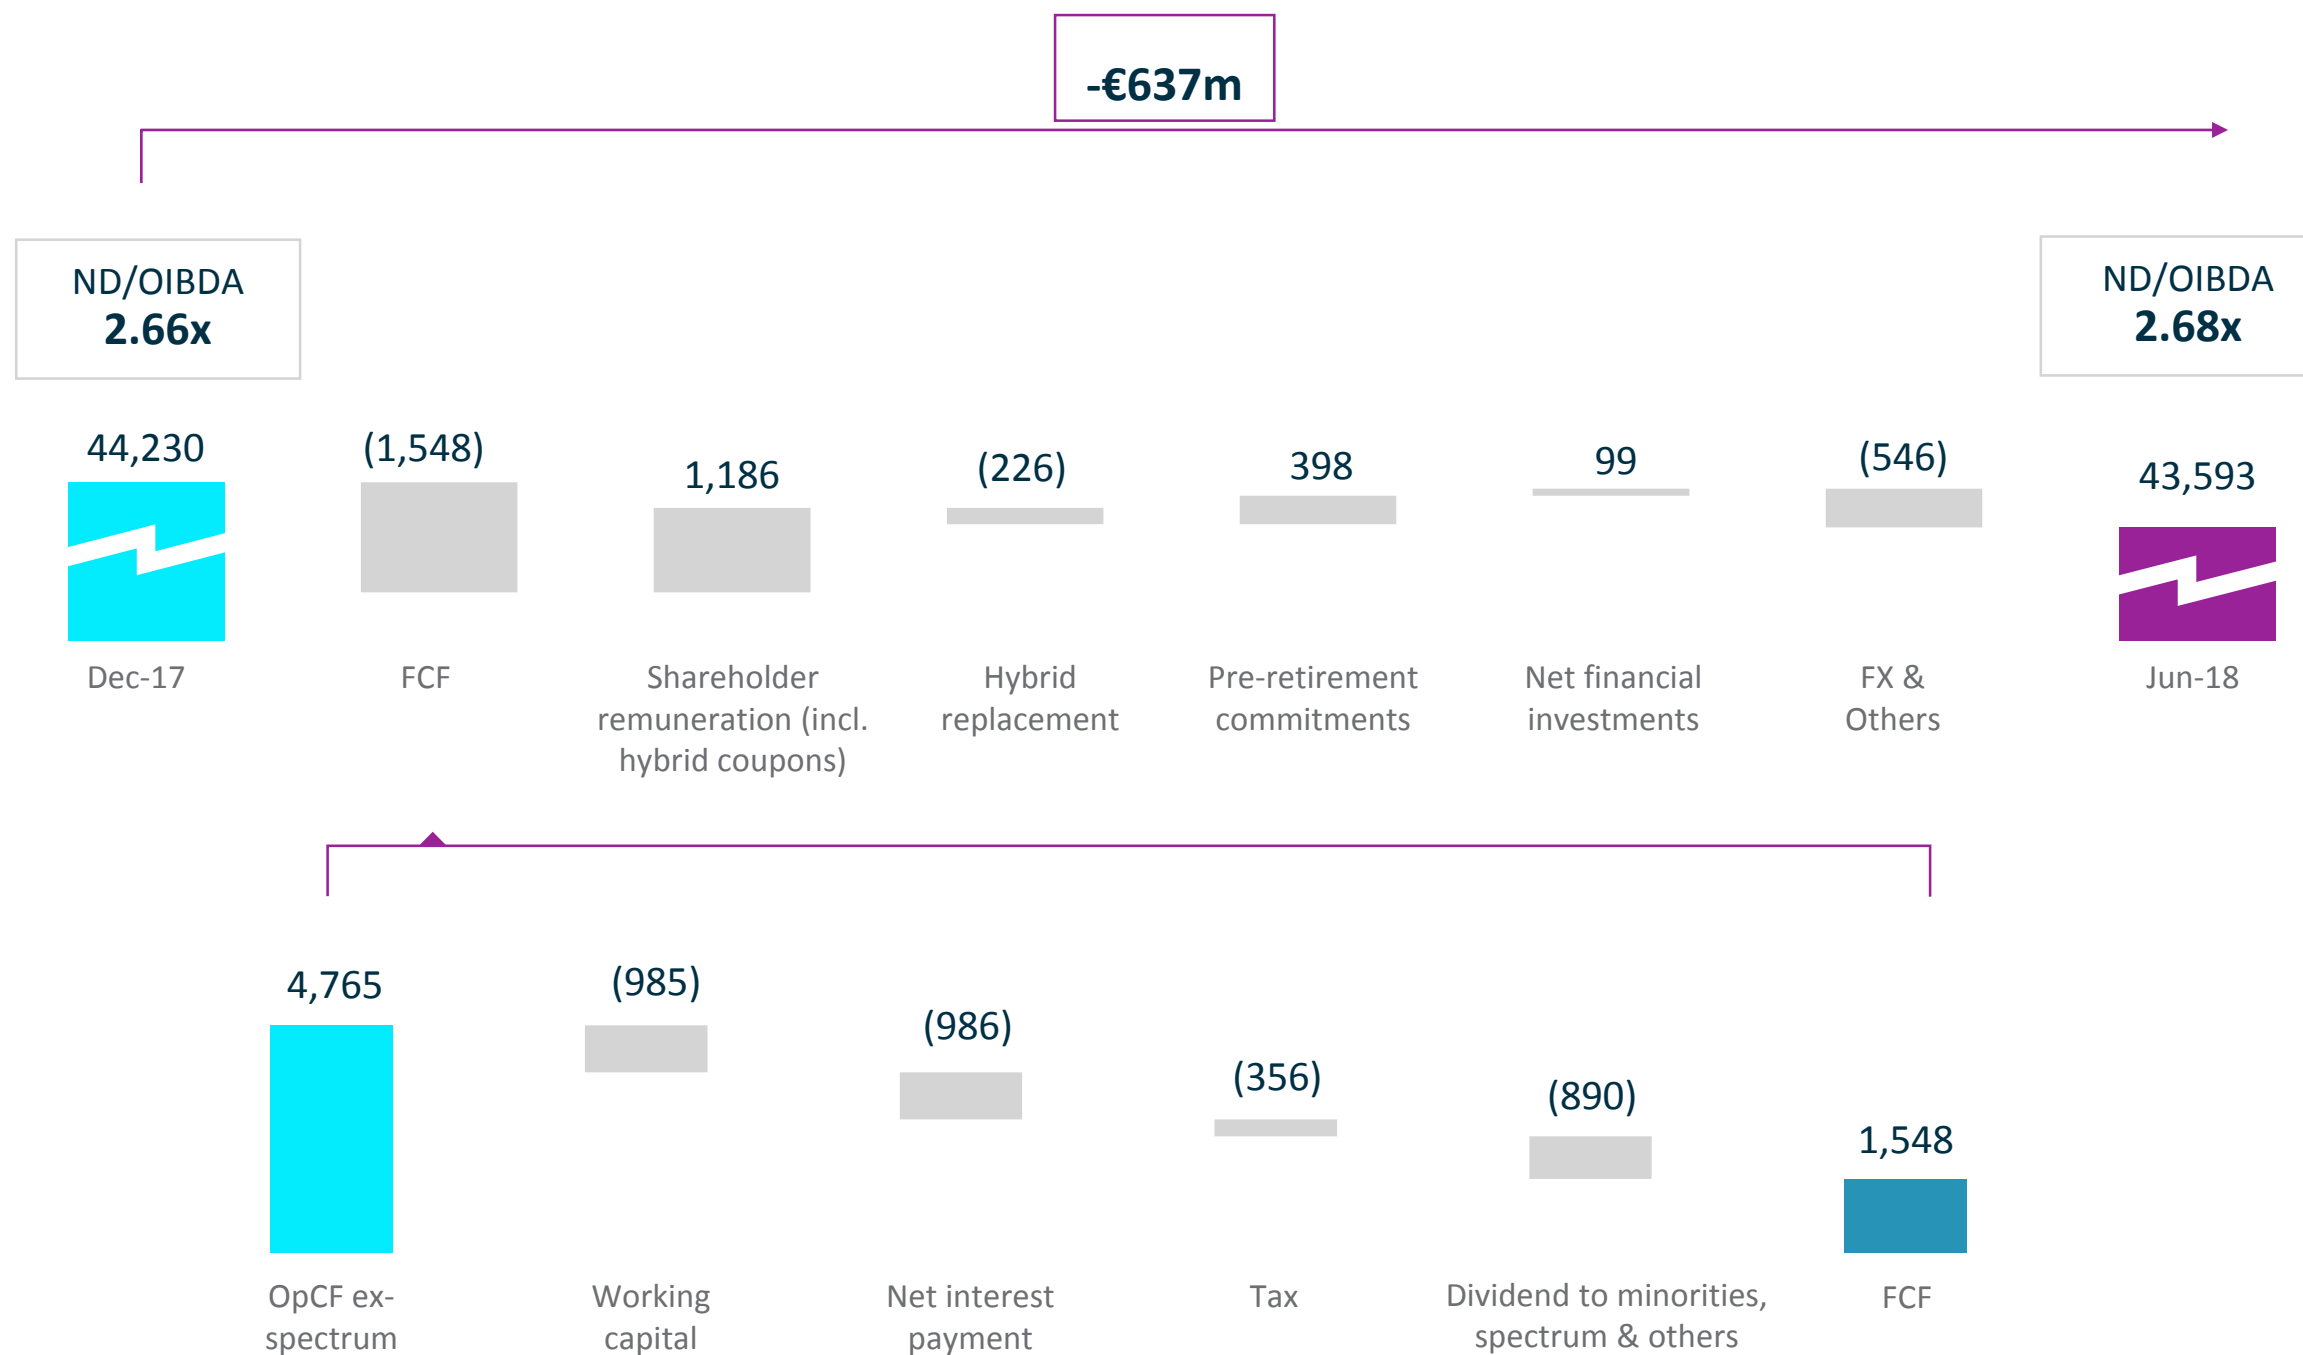 -€637m
ND/OIBDA
2.66x
ND/OIBDA
2.68x
44,230
(1,548)
1,186
(226)
398
99
(546)
43,593
Dec-17
FCF
Shareholder
remuneration (incl.
hybrid coupons)
Hybrid
replacement
Pre-retirement
commitments
Net financial
investments
FX &
Others
Jun-18
4,765
(985)
(986)
(356)
(890)
1,548
OpCF ex-
spectrum
Working
capital
Net interest
payment
Tax
Dividend to minorities,
spectrum & others
FCF